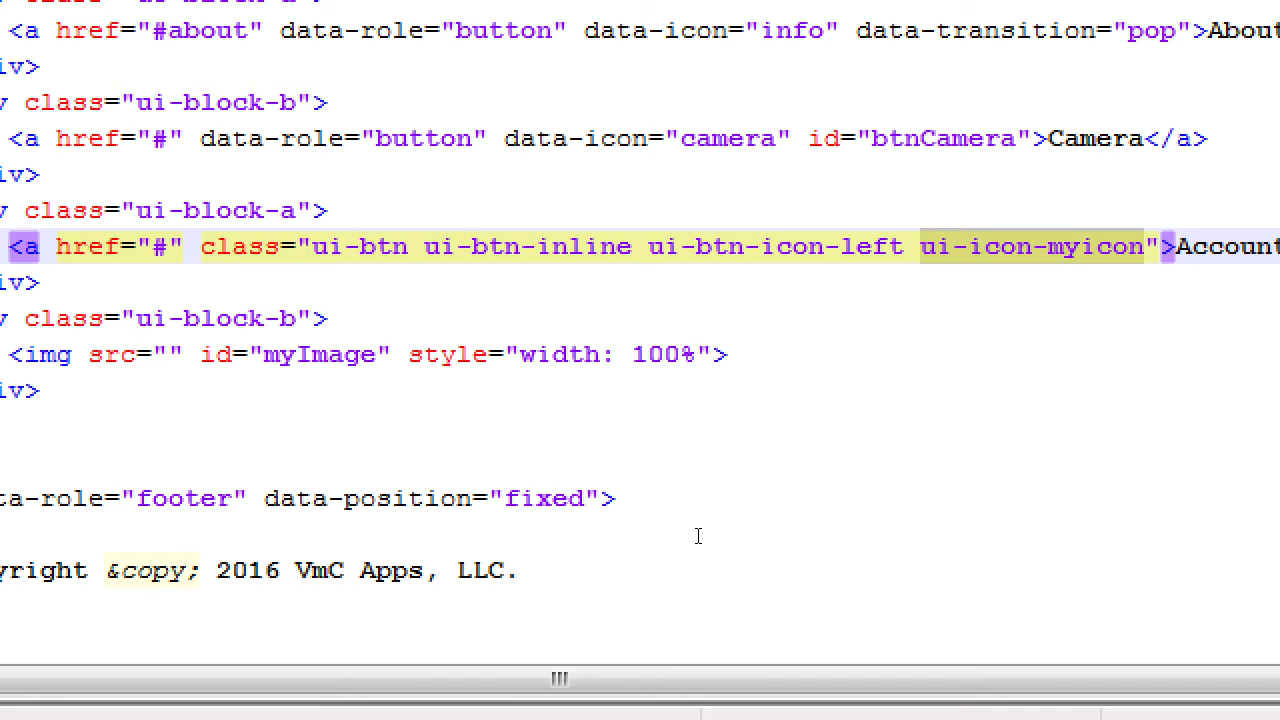 <a href="#about" data-role="button" data-icon="info" data-transition="pop">About
iv>
class="ui-block-b">
<a href="#" data-role="button" data-icon="camera" id="btnCamera">Camera</a>
iv>
class="ui-block-a">
<a href="#" class="ui-btn ui-btn-inline ui-btn-icon-left ui-icon-myicon">Account
iv>
class="ui-block-b">
<img src="" id="myImage" style="width: 100%">
iv>
ta-role="footer" data-position="fixed">
yright &copy; 2016 VmC Apps, LLC.